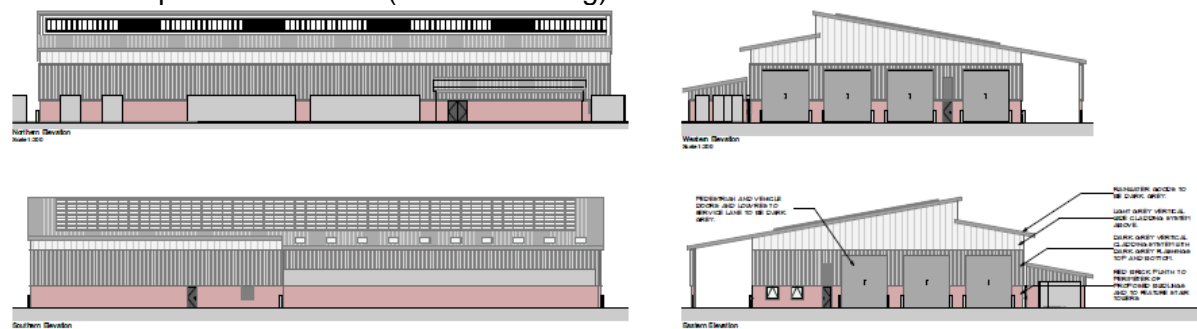 Northern Elevation
Scale
Western Elevation
Scale
PEDESTRIAN AND VEHICLE
DOORS AND LOUVRES TO
SERVICE LANE TO BE DARK
GREY.
RAINWATER GOODS TO
BE DARK GREY.
LIGHT GREY VERTICAL
SIDE CLADDING SYSTEM
ABOVE.
DARK GREY VERTICAL
CLADDING SYSTEM WITH
DARK GREY FLASHINGS
TOP AND BOTTOM.
RED BRICK PLINTH TO
PERIMETER OF
PROPOSED BUILDINGS
AND TO FEATURE STAIR
TOWERS
Southern Elevation
Eastern Elevation